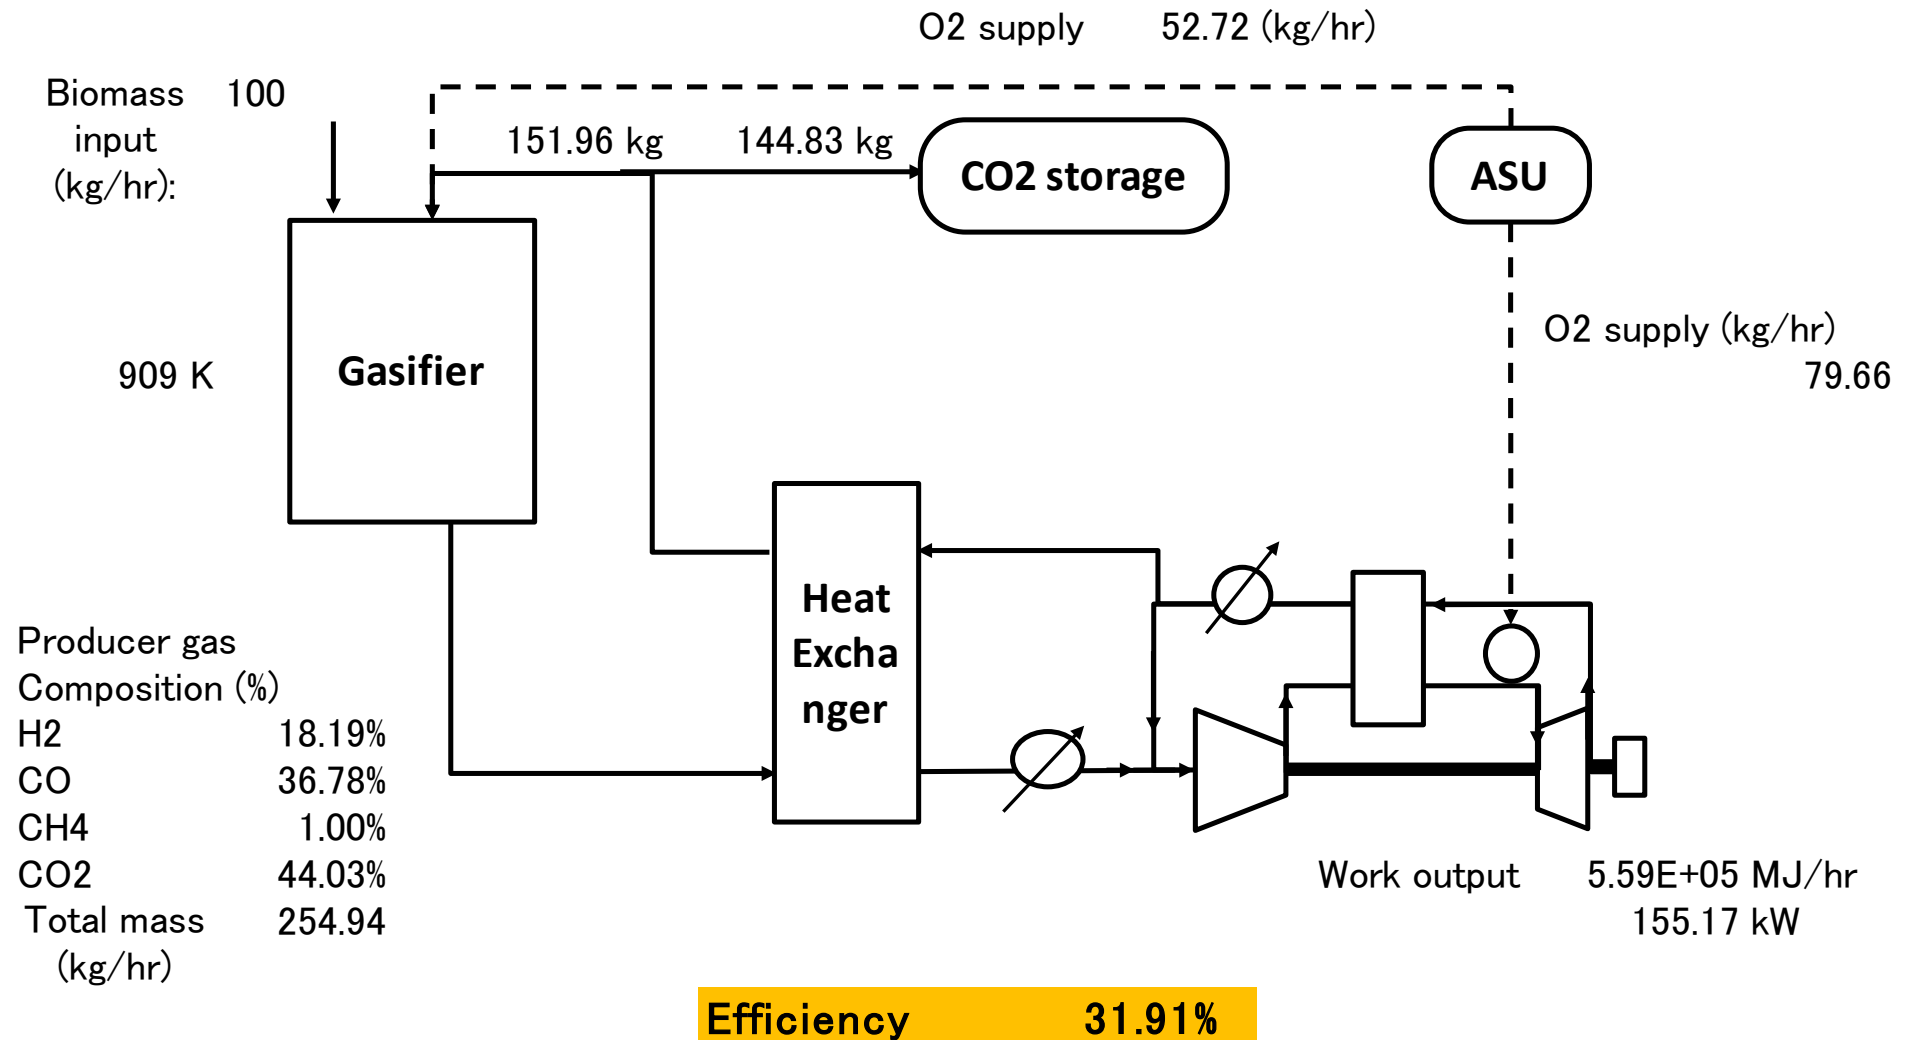 O2 supply 52.72 (kg/hr)
Biomass 100
input
(kg/hr):
151.96 kg 144.83 kg
CO2 storage
ASU
O2 supply (kg/hr)
79.66
909 K
Gasifier
Heat
Excha
nger
Producer gas
Composition (%)
H2 18.19%
CO 36.78%
CH4 1.00%
CO2 44.03%
Total mass 254.94
(kg/hr)
Work output 5.59E+05 MJ/hr
155.17 kW
Efficiency 31.91%